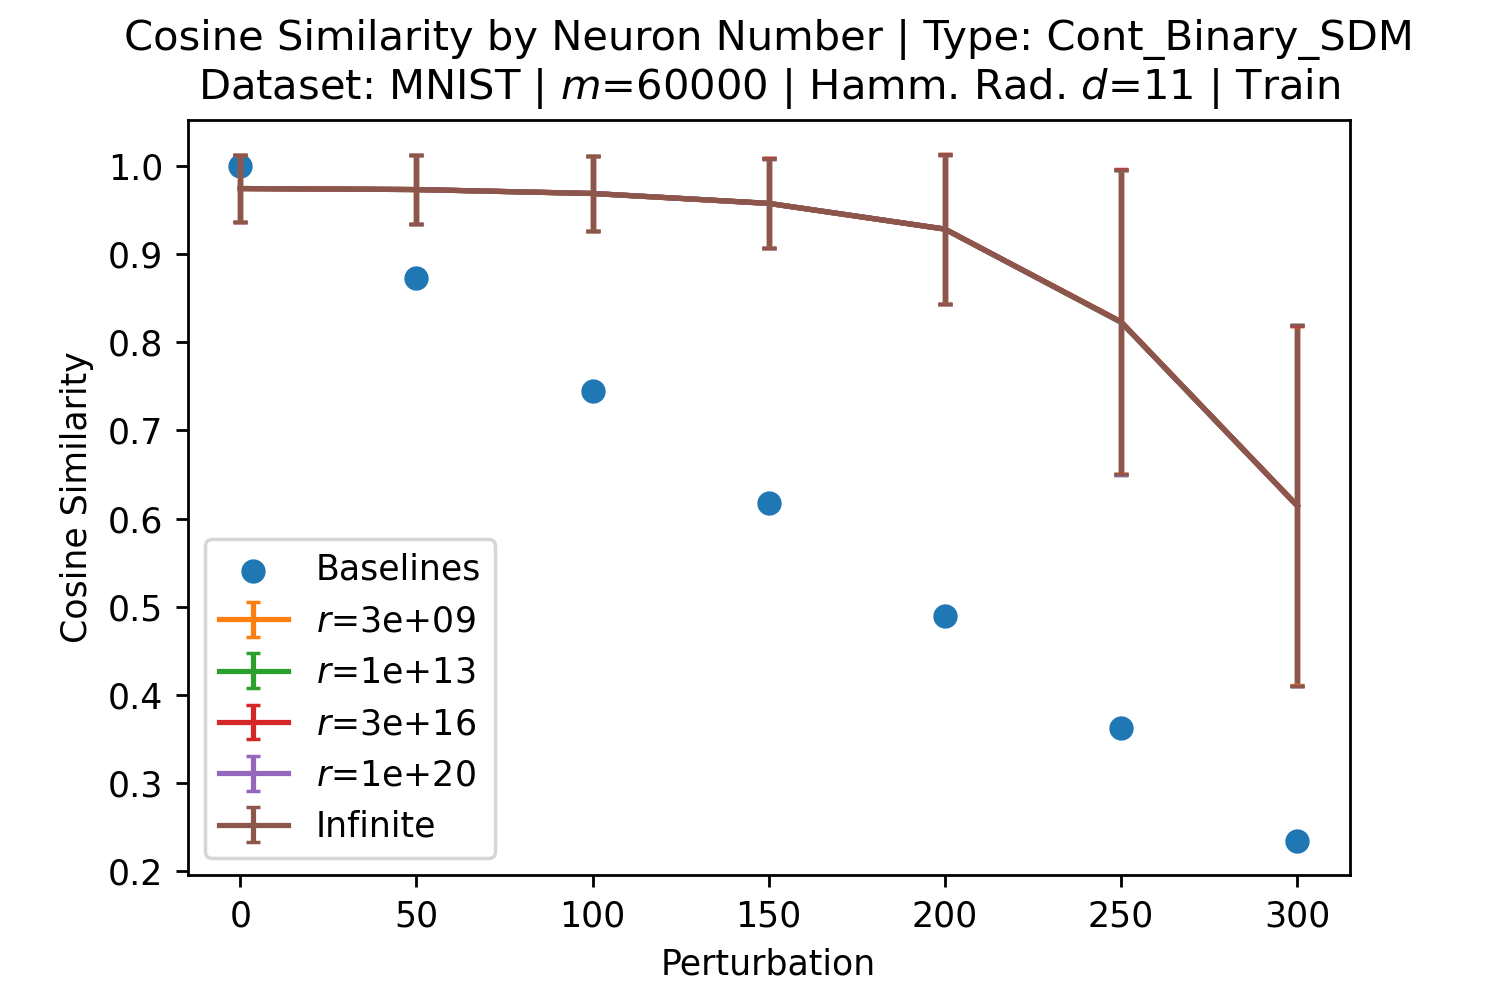 Cosine Similarity by Neuron Number | Type: Cont_Binary_SDM
Dataset: MNIST | m=60000 | Hamm. Rad. d=11 | Train
Cosine Similarity
1.0
0.9
0.8
0.7
0.6
0.5
0.4
0.3
0.2
Baselines
r=3e+09
r=1e+13
r=3e+16
r=1e+20
Infinite
0 50 100 150 200 250 300
Perturbation